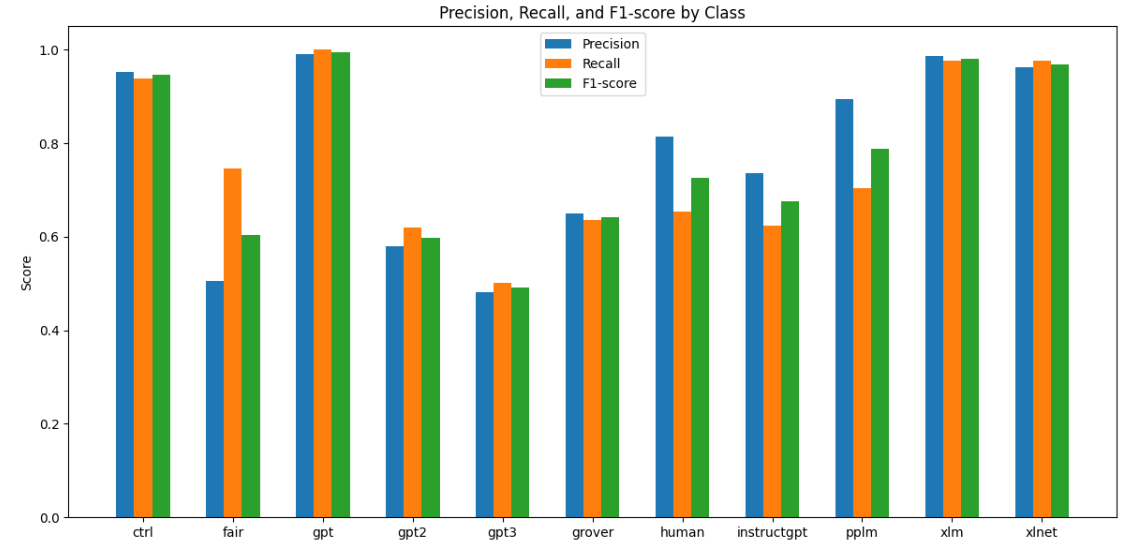 Precision, Recall, and F1-score by Class
Precision
Recall
F1-score
Score
1.0
0.8
0.6
0.4
0.2
0.0
ctrl fair gpt gpt2 gpt3 grover human instructgpt pplm xlm xlnet